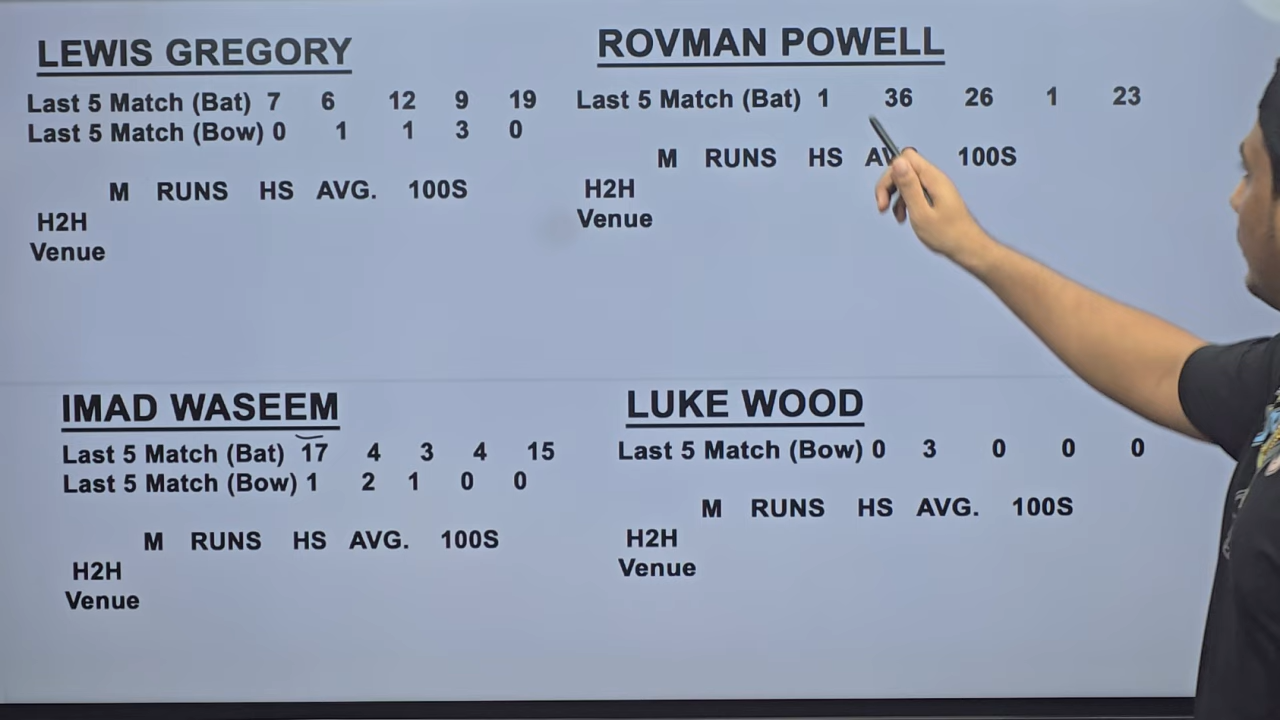 LEWIS GREGORY
Last 5 Match (Bat) 7 6 12 9 19
Last 5 Match (Bow) 0 1 1 3 0
M RUNS HS AVG. 100S
H2H
Venue
ROVMAN POWELL
Last 5 Match (Bat) 1 36 26 1 23
M RUNS HS 100S
H2H
Venue
IMAD WASEEM
Last 5 Match (Bat) 17 4 3 4 15
Last 5 Match (Bow) 1 2 1 0 0
M RUNS HS AVG. 100S
H2H
Venue
LUKE WOOD
Last 5 Match (Bow) 0 3 0 0 0
M RUNS HS AVG. 100S
H2H
Venue